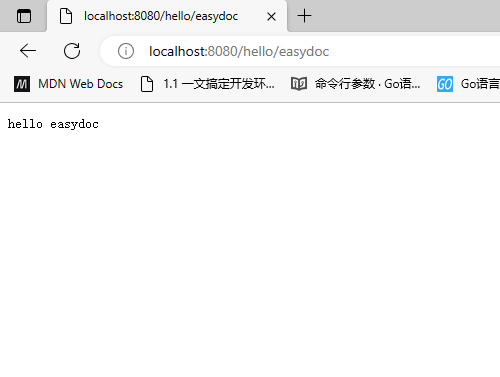 localhost:8080/hello/easydoc
localhost:8080/hello/easydoc
M MDN Web Docs 1.1 一文搞定开发环... 命令行参数 · Go语... GO Go语言
hello easydoc